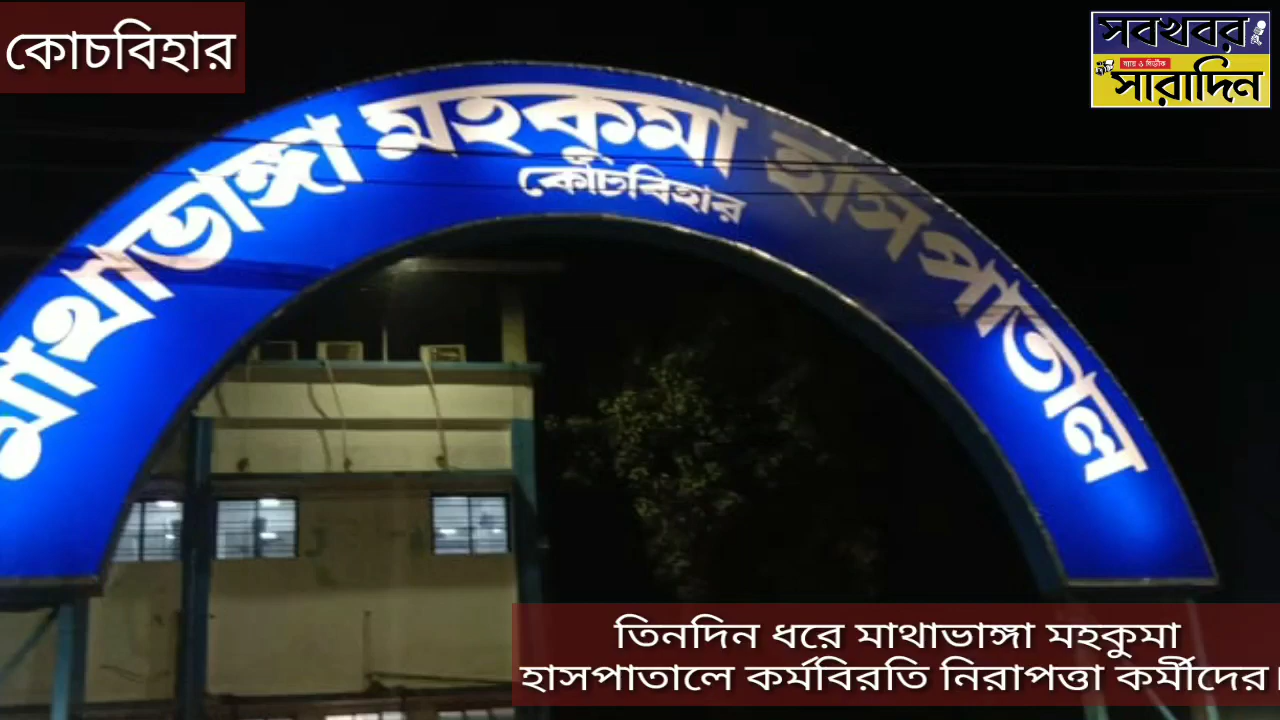 কোচবিহার
সবখবর
ন্যায় ও নির্ভীক
সারাদিন
মাথাভাঙ্গা মহকুমা হাসপাতাল
কোচবিহার
তিনদিন ধরে মাথাভাঙ্গা মহকুমা
হাসপাতালে কর্মবিরতি নিরাপত্তা কর্মীদের।